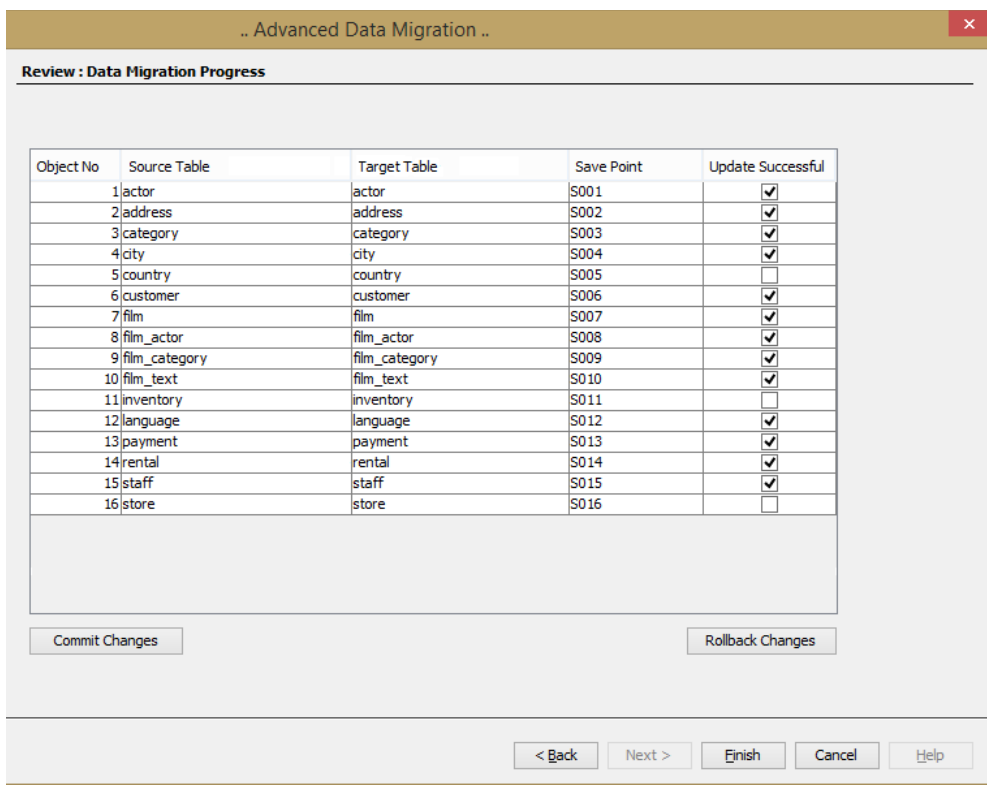 .. Advanced Data Migration ..
Review : Data Migration Progress
Object No Source Table Target Table Save Point Update Successful
1 actor actor S001
2 address address S002
3 category category S003
4 city city S004
5 country country S005
6 customer customer S006
7 film film S007
8 film_actor film_actor S008
9 film_category film_category S009
10 film_text film_text S010
11 inventory inventory S011
12 language language S012
13 payment payment S013
14 rental rental S014
15 staff staff S015
16 store store S016
Commit Changes Rollback Changes
< Back Next > Finish Cancel Help